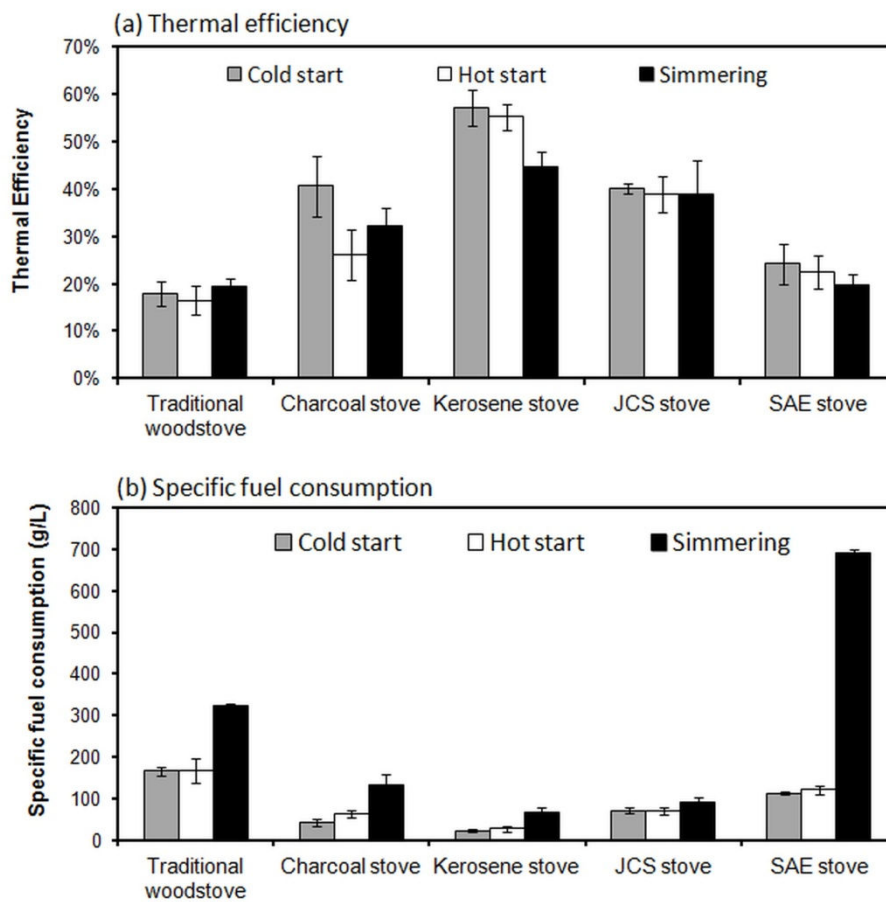 (a) Thermal efficiency
70%
Cold start Hot start Simmering
60%
50%
40%
30%
20%
10%
0%
Thermal Efficiency
Traditional woodstove Charcoal stove Kerosene stove JCS stove SAE stove
(b) Specific fuel consumption
800
Cold start Hot start Simmering
700
600
500
400
300
200
100
0
Specific fuel consumption (g/L)
Traditional woodstove Charcoal stove Kerosene stove JCS stove SAE stove